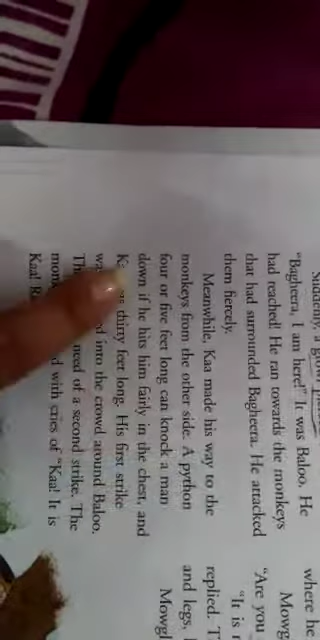 Suddenly, a growl
"Bagheera, I am here!" It was Baloo. He
had reached! He ran towards the monkeys
that had surrounded Bagheera. He attacked
them fiercely.
Meanwhile, Kaa made his way to the
monkeys from the other side. A python
four or five feet long can knock a man
down if he his him fairly in the chest, and
thirty feet long. His first strike
into the crowd around Baloo.
need of a second strike. The
with cries of "Kaa! It is
Kaa!
where he
Mowg
"Are you
"It is
replied. T
and legs,
Mowgl